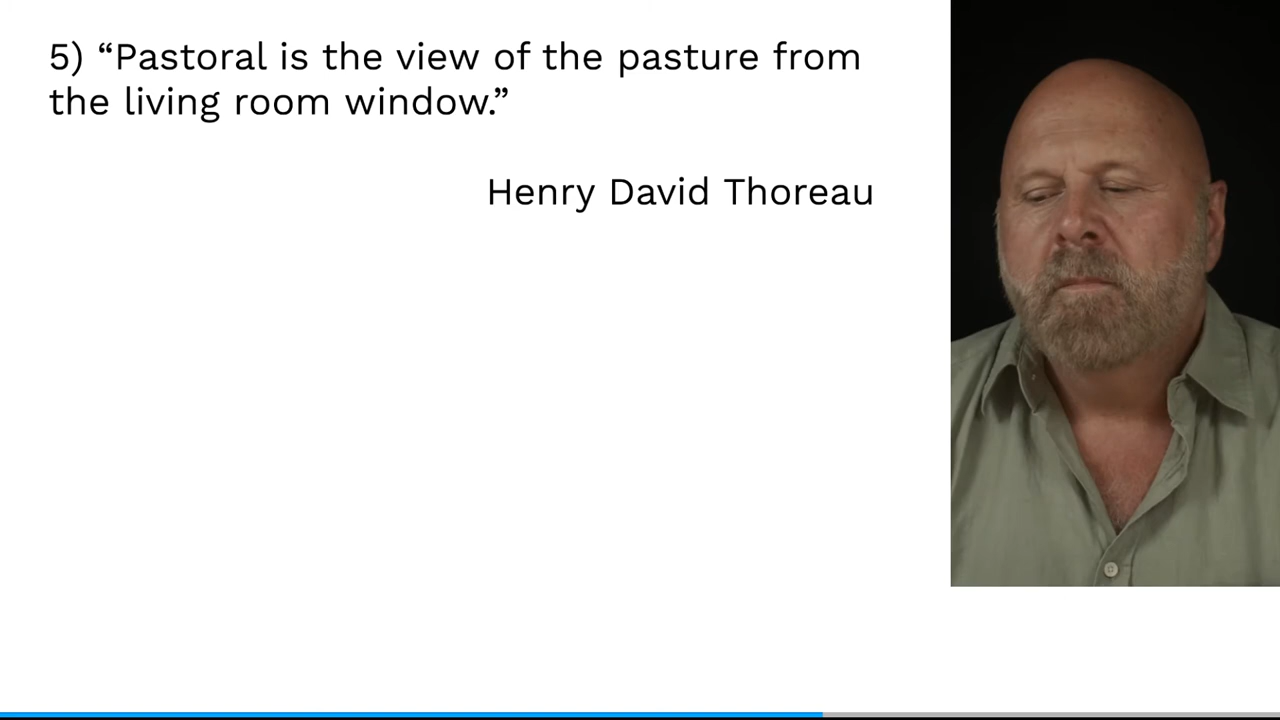 5) “Pastoral is the view of the pasture from
the living room window.”
Henry David Thoreau